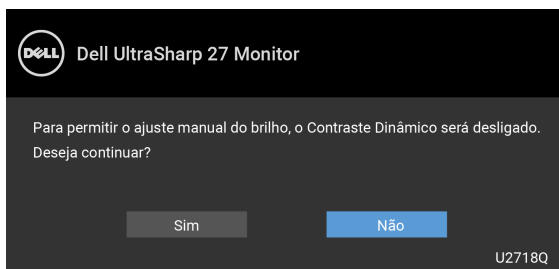 DELL
Dell UltraSharp 27 Monitor
Para permitir o ajuste manual do brilho, o Contraste Dinâmico será desligado.
Deseja continuar?
Sim
Não
U2718Q